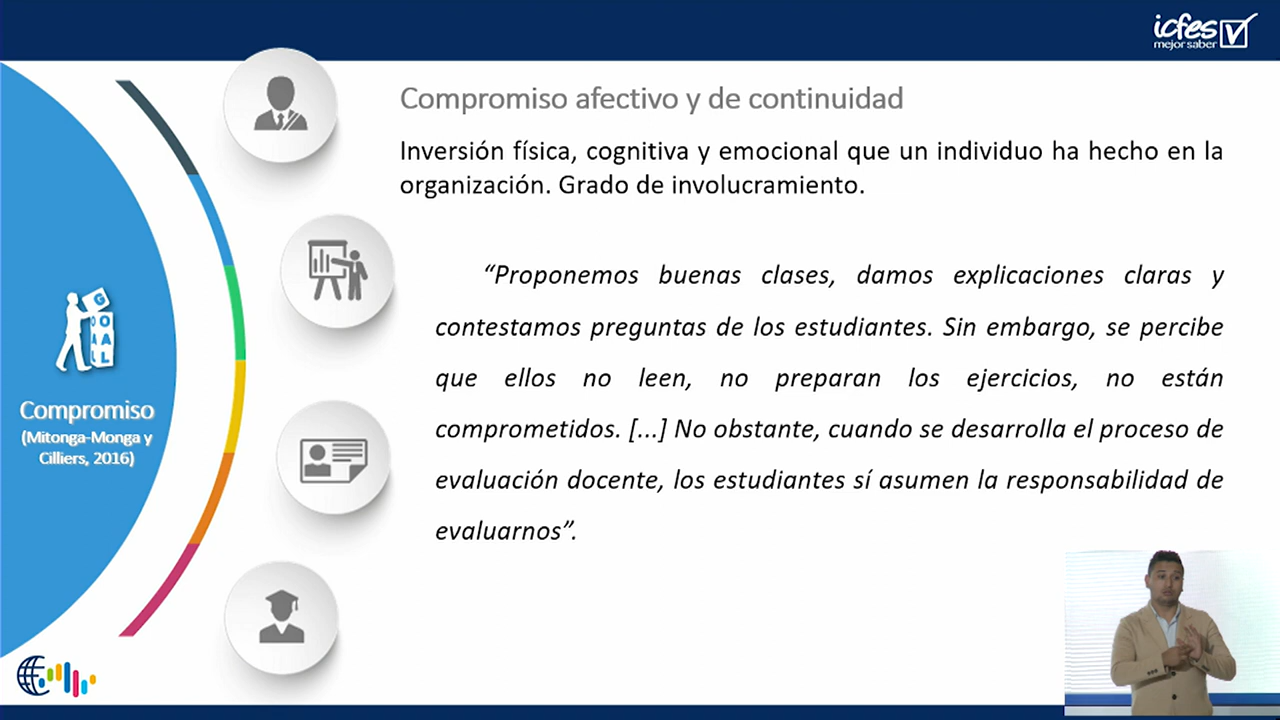 icfes
mejor saber
Compromiso afectivo y de continuidad
Inversión física, cognitiva y emocional que un individuo ha hecho en la
organización. Grado de involucramiento.
“Proponemos buenas clases, damos explicaciones claras y
contestamos preguntas de los estudiantes. Sin embargo, se percibe
que ellos no leen, no preparan los ejercicios, no están
comprometidos. [...] No obstante, cuando se desarrolla el proceso de
evaluación docente, los estudiantes sí asumen la responsabilidad de
evaluarnos”.
GOAL
Compromiso
(Mitonga-Monga y
Cilliers, 2016)